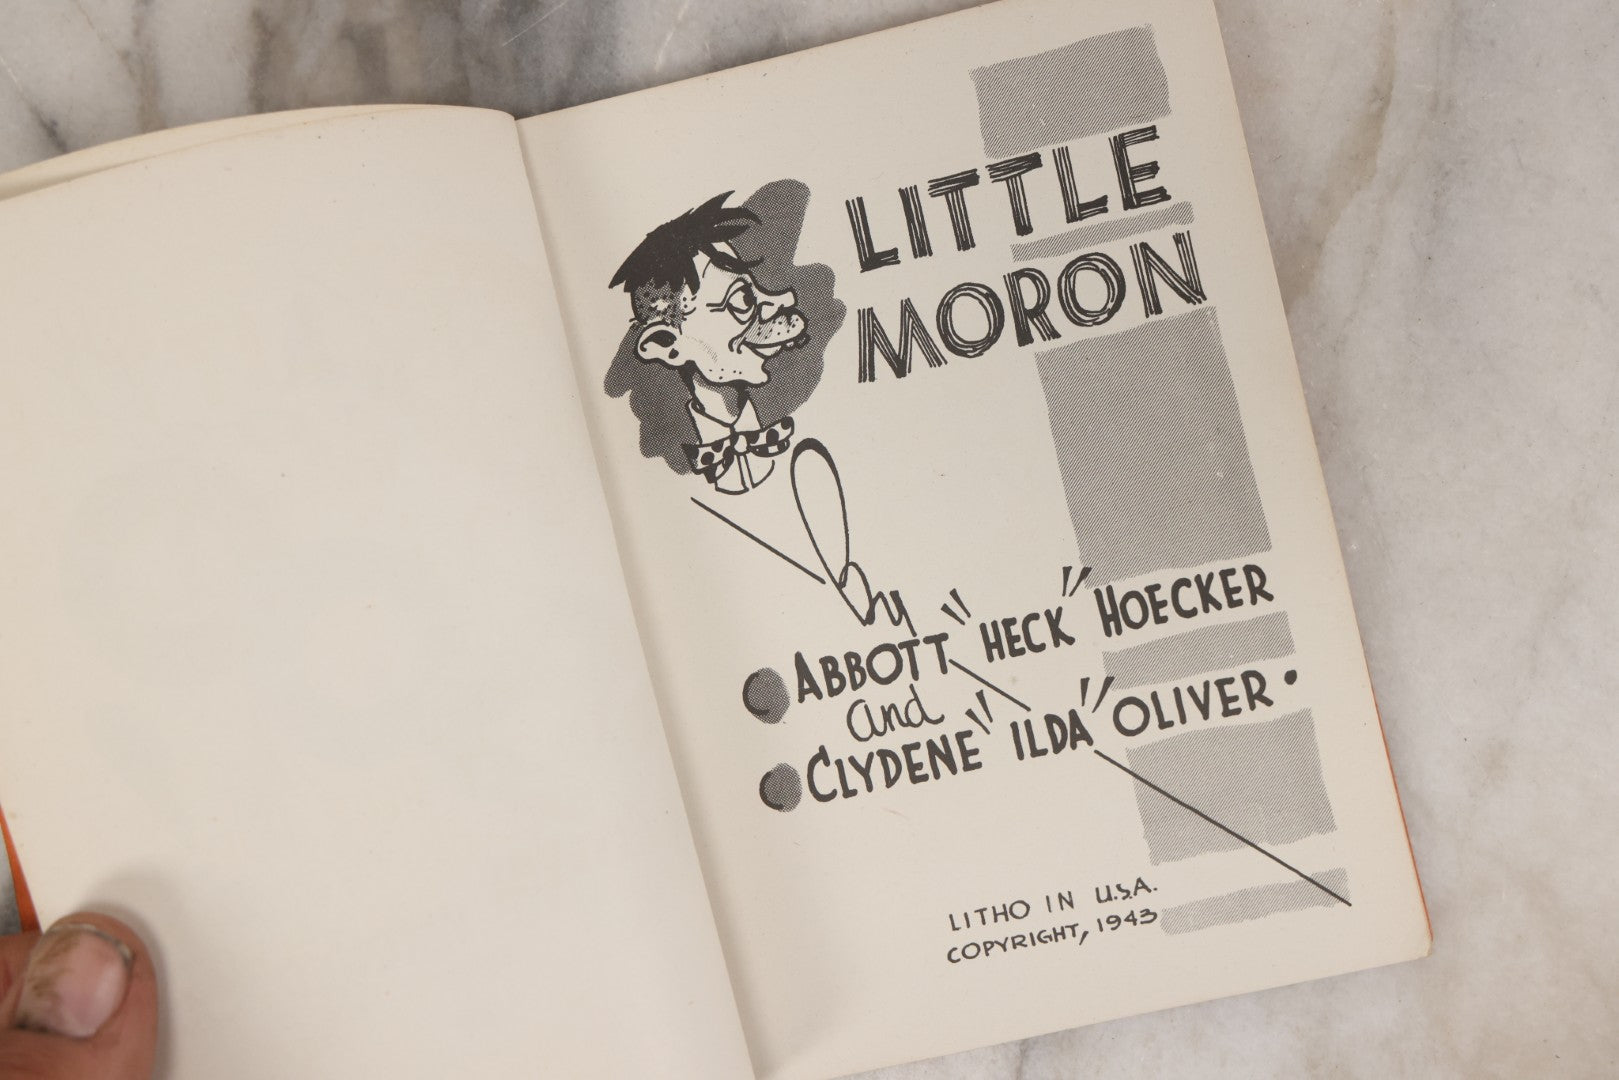 LITTLE
MORON
by
ABBOTT "HECK" HOECKER
and
CLYDENE "ILDA" OLIVER
LITHO IN U.S.A.
COPYRIGHT, 1943